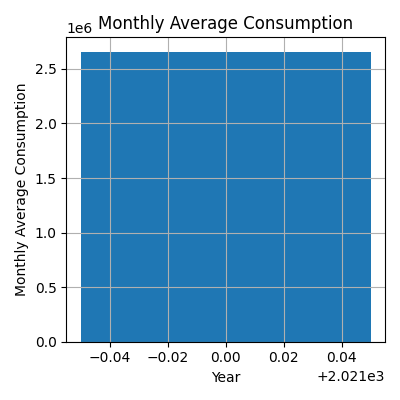 Monthly Average Consumption
1e6
2.5
2.0
1.5
1.0
0.5
0.0
Monthly Average Consumption
−0.04 −0.02 0.00 0.02 0.04
+2.021e3
Year